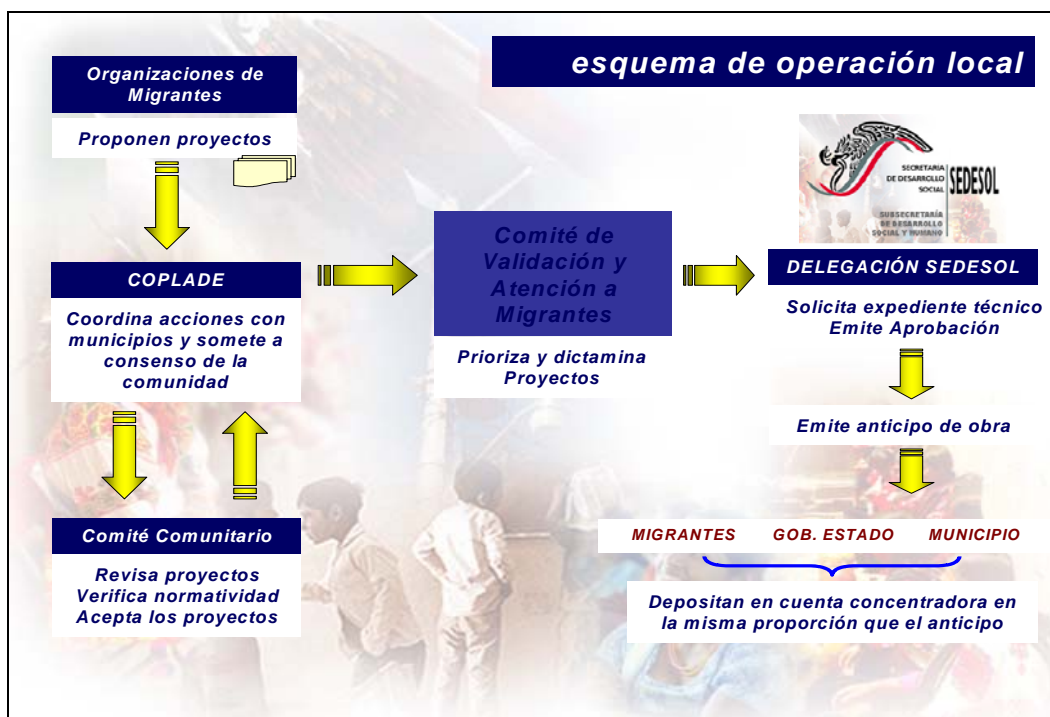 esquema de operación local
Organizaciones de
Migrantes
Proponen proyectos
COPLADE
Coordina acciones con
municipios y somete a
consenso de la
comunidad
Comité Comunitario
Revisa proyectos
Verifica normatividad
Acepta los proyectos
Comité de
Validación y
Atención a
Migrantes
Prioriza y dictamina
Proyectos
SECRETARÍA
DE DESARROLLO
SOCIAL
SEDESOL
SUBSECRETARÍA
DE DESARROLLO
SOCIAL Y HUMANO
DELEGACIÓN SEDESOL
Solicita expediente técnico
Emite Aprobación
Emite anticipo de obra
MIGRANTES GOB. ESTADO MUNICIPIO
Depositan en cuenta concentradora en
la misma proporción que el anticipo